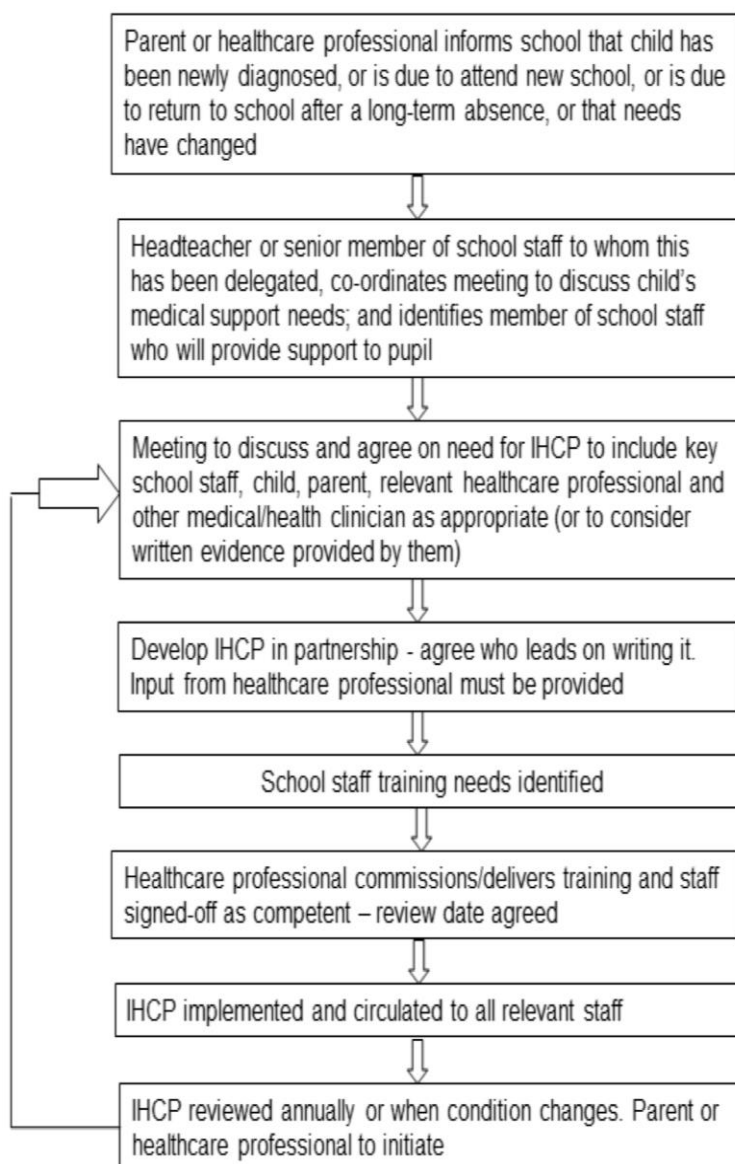 Parent or healthcare professional informs school that child has
been newly diagnosed, or is due to attend new school, or is due
to return to school after a long-term absence, or that needs
have changed
Headteacher or senior member of school staff to whom this
has been delegated, co-ordinates meeting to discuss child's
medical support needs; and identifies member of school staff
who will provide support to pupil
Meeting to discuss and agree on need for IHCP to include key
school staff, child, parent, relevant healthcare professional and
other medical/health clinician as appropriate (or to consider
written evidence provided by them)
Develop IHCP in partnership - agree who leads on writing it.
Input from healthcare professional must be provided
School staff training needs identified
Healthcare professional commissions/delivers training and staff
signed-off as competent – review date agreed
IHCP implemented and circulated to all relevant staff
IHCP reviewed annually or when condition changes. Parent or
healthcare professional to initiate